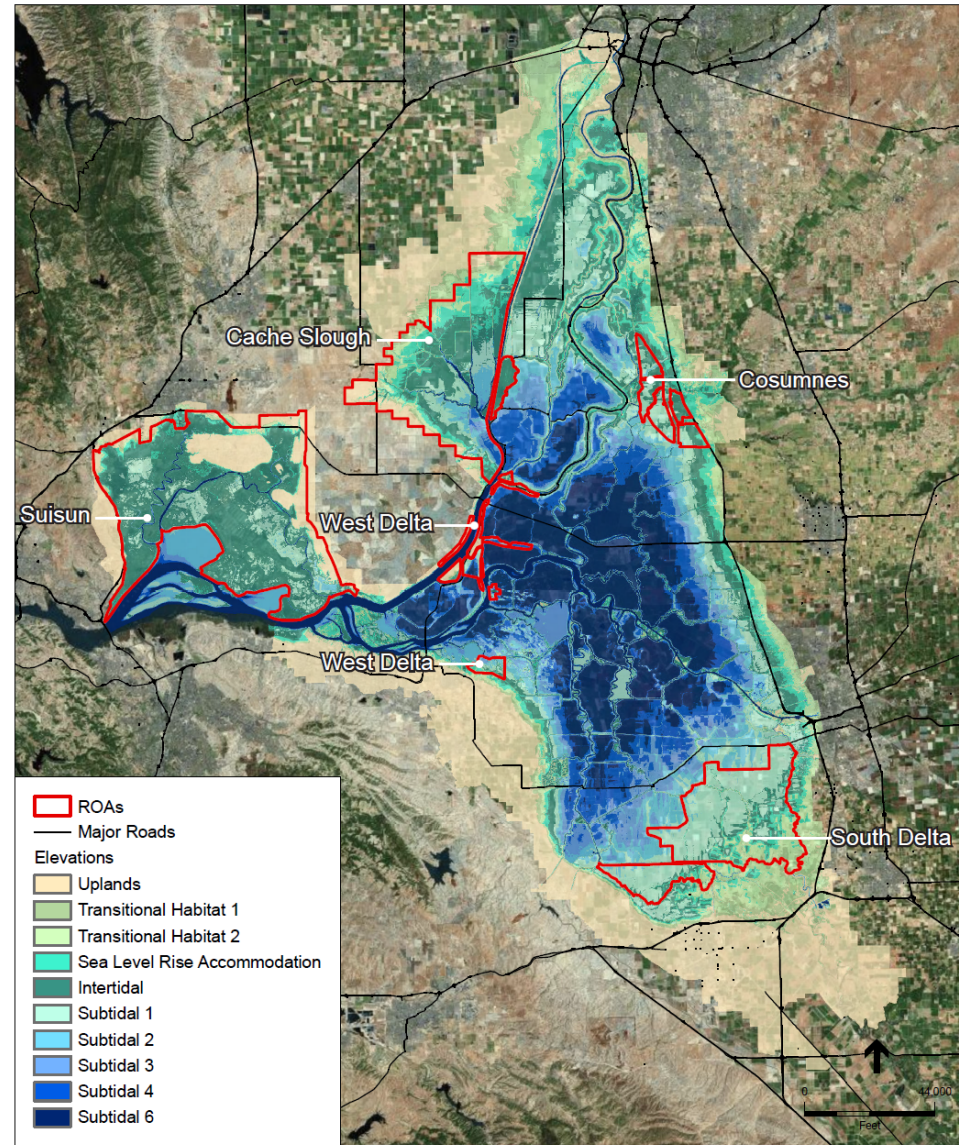 Cache Slough
Cosumnes
Suisun
West Delta
West Delta
South Delta
ROAs
Major Roads
Elevations
Uplands
Transitional Habitat 1
Transitional Habitat 2
Sea Level Rise Accommodation
Intertidal
Subtidal 1
Subtidal 2
Subtidal 3
Subtidal 4
Subtidal 6
0 44,000
Feet